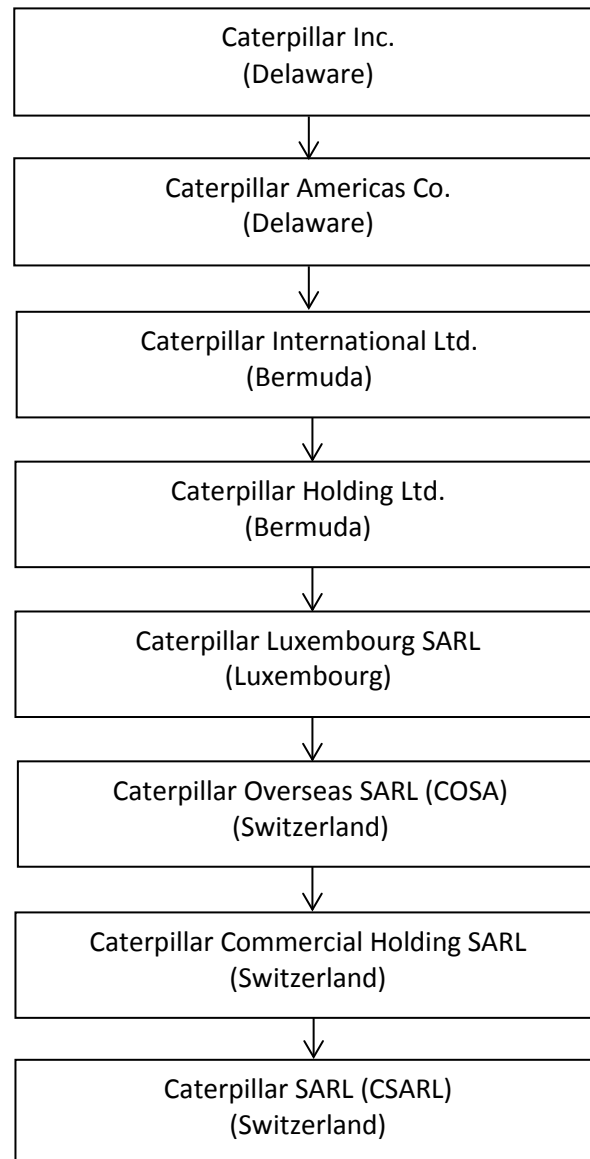 Caterpillar Inc.
(Delaware)
Caterpillar Americas Co.
(Delaware)
Caterpillar International Ltd.
(Bermuda)
Caterpillar Holding Ltd.
(Bermuda)
Caterpillar Luxembourg SARL
(Luxembourg)
Caterpillar Overseas SARL (COSA)
(Switzerland)
Caterpillar Commercial Holding SARL
(Switzerland)
Caterpillar SARL (CSARL)
(Switzerland)